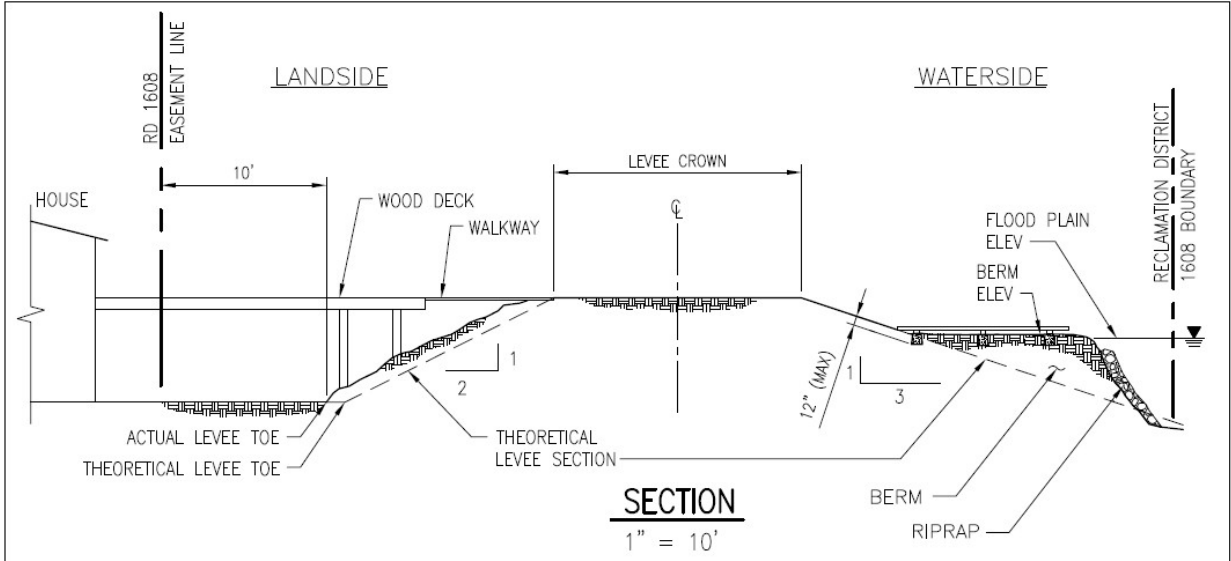 RD 1608
EASEMENT LINE
LANDSIDE
WATERSIDE
RECLAMATION DISTRICT
1608 BOUNDARY
10'
LEVEE CROWN
HOUSE
WOOD DECK
WALKWAY
℄
FLOOD PLAIN
ELEV
BERM
ELEV
1
2
12" (MAX)
1
3
~
ACTUAL LEVEE TOE
THEORETICAL LEVEE TOE
THEORETICAL
LEVEE SECTION
BERM
RIPRAP
SECTION
1" = 10'